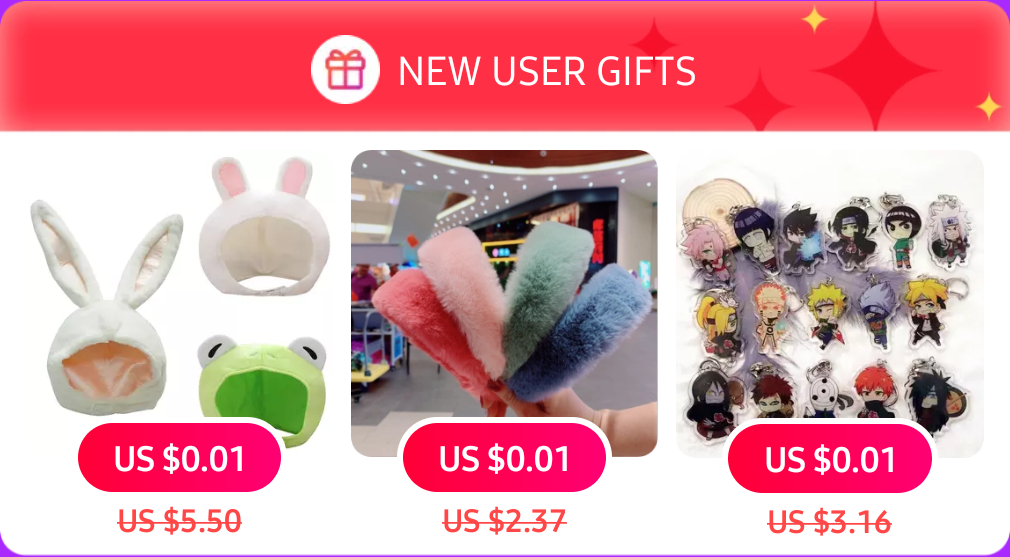 NEW USER GIFTS
US $0.01
US $0.01
US $0.01
US $5.50
US $2.37
US $3.16